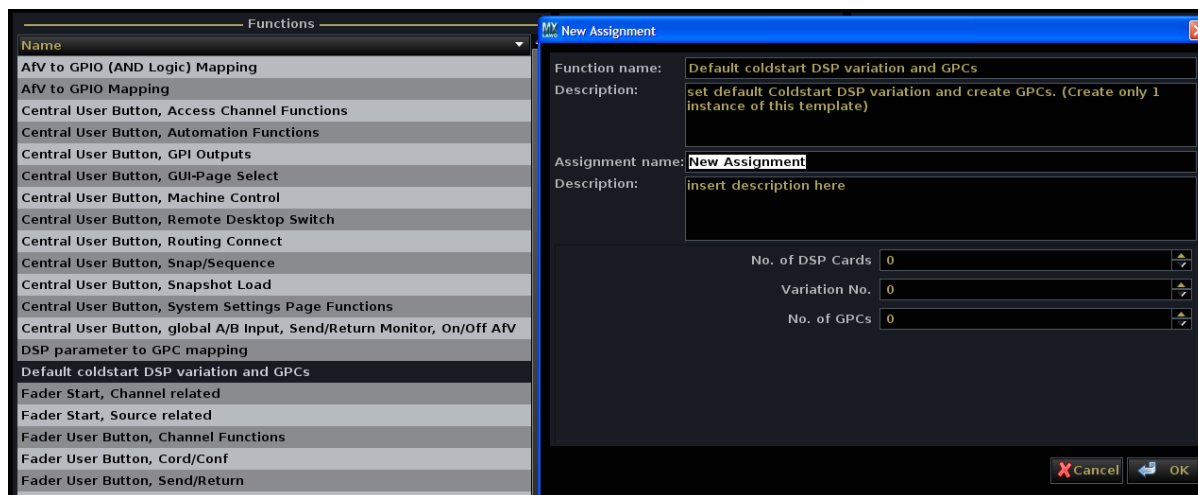 Functions
Name
AfV to GPIO (AND Logic) Mapping
AfV to GPIO Mapping
Central User Button, Access Channel Functions
Central User Button, Automation Functions
Central User Button, GPI Outputs
Central User Button, GUI-Page Select
Central User Button, Machine Control
Central User Button, Remote Desktop Switch
Central User Button, Routing Connect
Central User Button, Snap/Sequence
Central User Button, Snapshot Load
Central User Button, System Settings Page Functions
Central User Button, global A/B Input, Send/Return Monitor, On/Off AfV
DSP parameter to GPC mapping
Default coldstart DSP variation and GPCs
Fader Start, Channel related
Fader Start, Source related
Fader User Button, Channel Functions
Fader User Button, Cord/Conf
Fader User Button, Send/Return
MY
LAWO
New Assignment
Function name: Default coldstart DSP variation and GPCs
Description: set default Coldstart DSP variation and create GPCs. (Create only 1
instance of this template)
Assignment name: New Assignment
Description: insert description here
No. of DSP Cards 0
Variation No. 0
No. of GPCs 0
Cancel OK